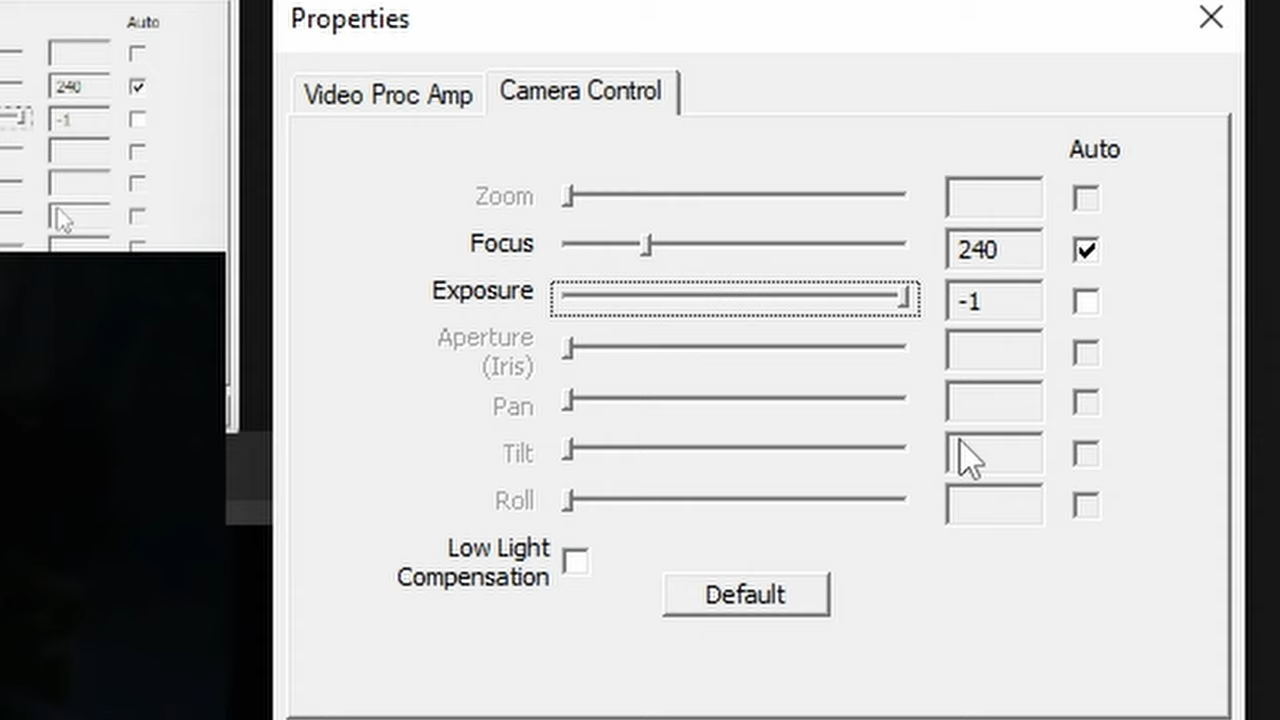 Auto
240
-1
Properties
Video Proc Amp
Camera Control
Auto
Zoom
Focus
240
Exposure
-1
Aperture
(Iris)
Pan
Tilt
Roll
Low Light
Compensation
Default